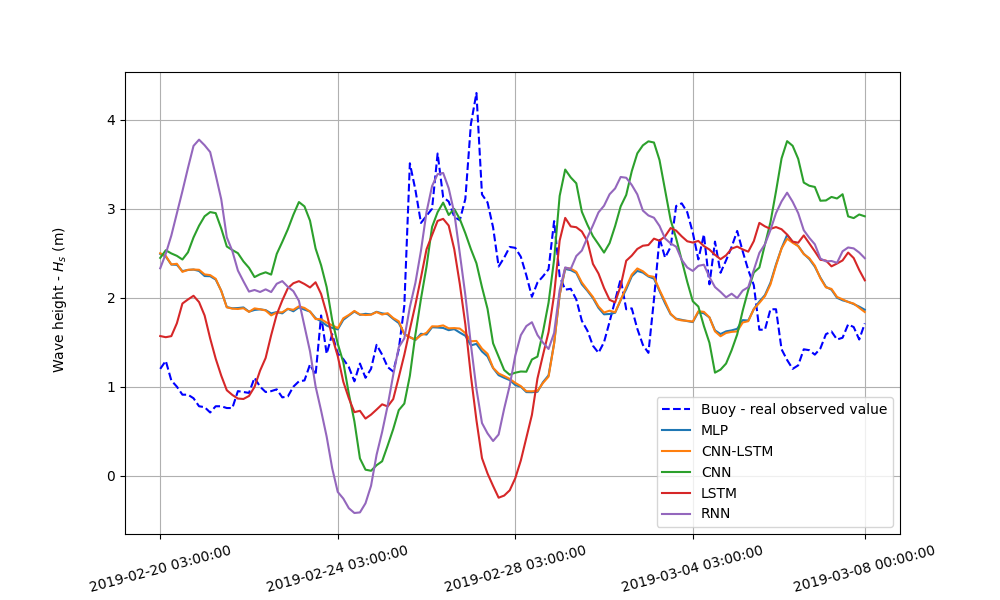 Wave height - Hs (m)
4
3
2
1
0
Buoy - real observed value
MLP
CNN-LSTM
CNN
LSTM
RNN
2019-02-20 03:00:00
2019-02-24 03:00:00
2019-02-28 03:00:00
2019-03-04 03:00:00
2019-03-08 00:00:00